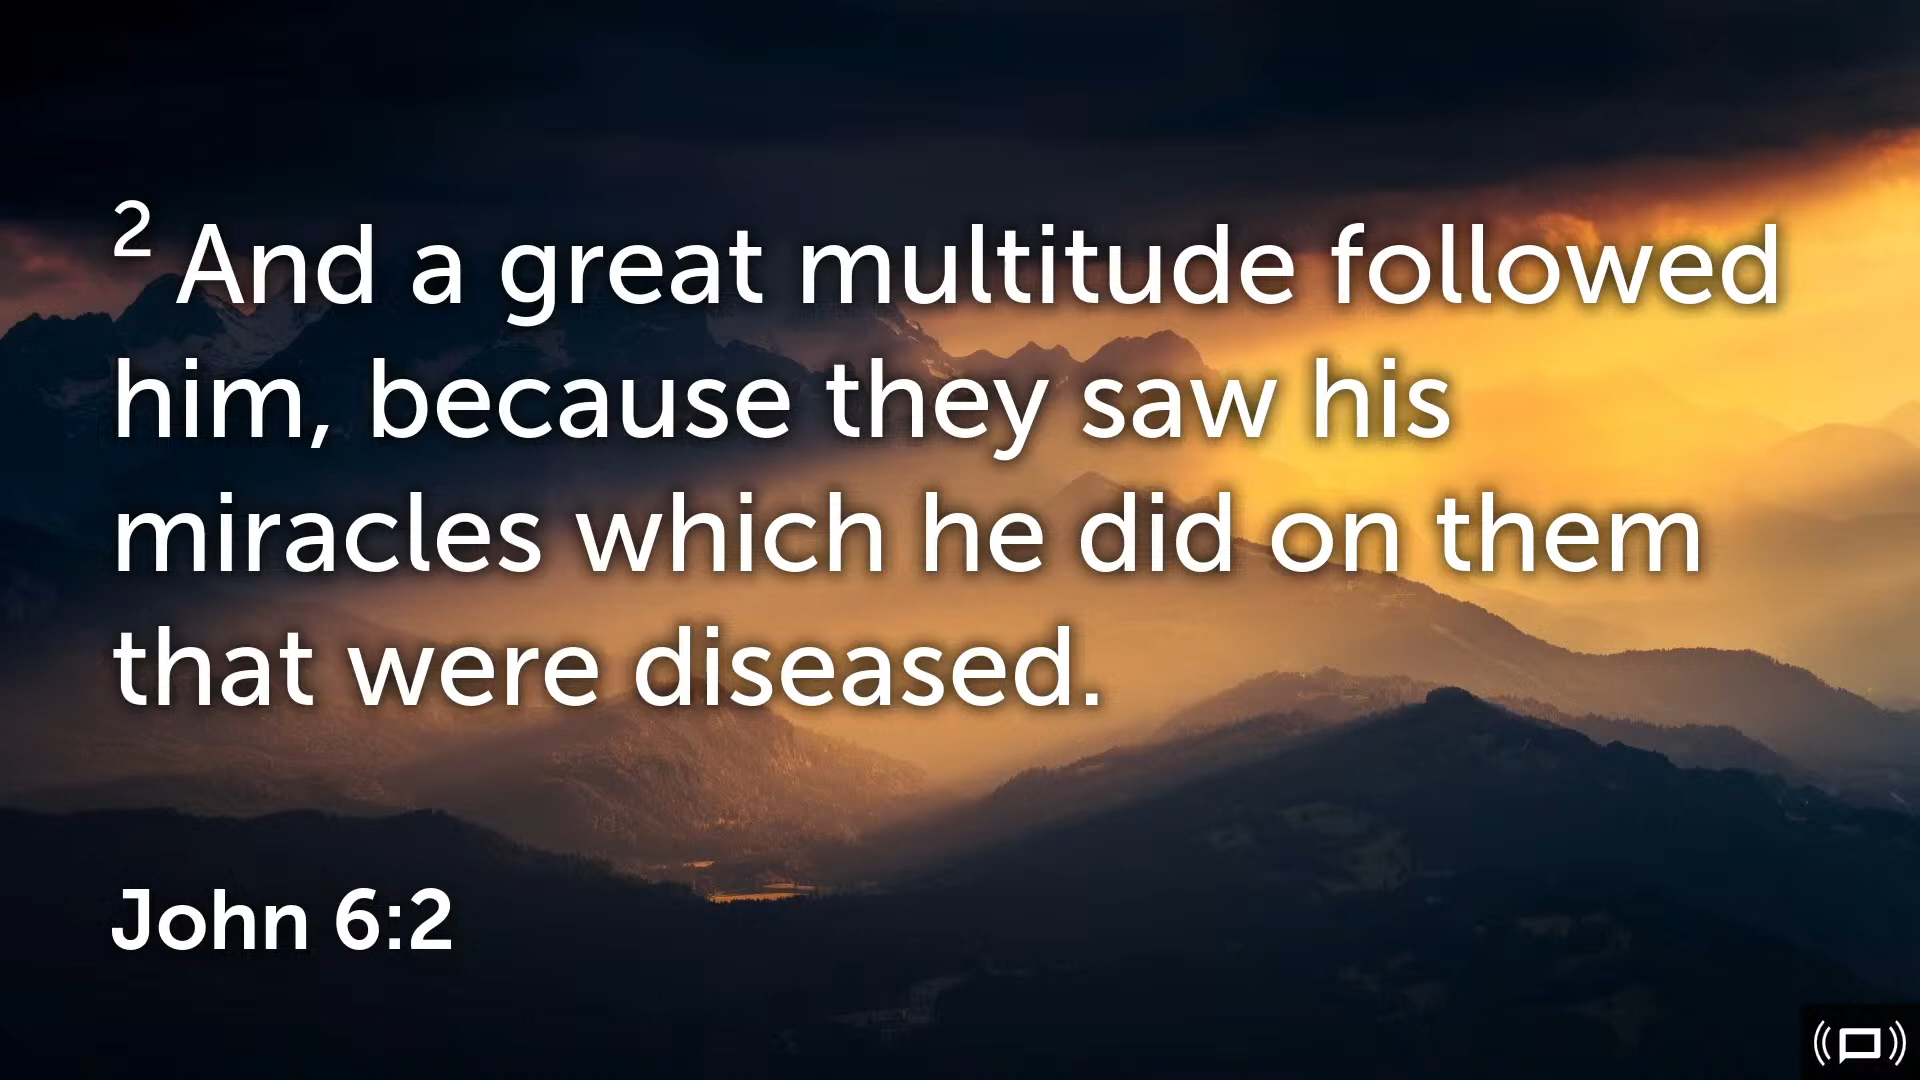 2 And a great multitude followed
him, because they saw his
miracles which he did on them
that were diseased.
John 6:2